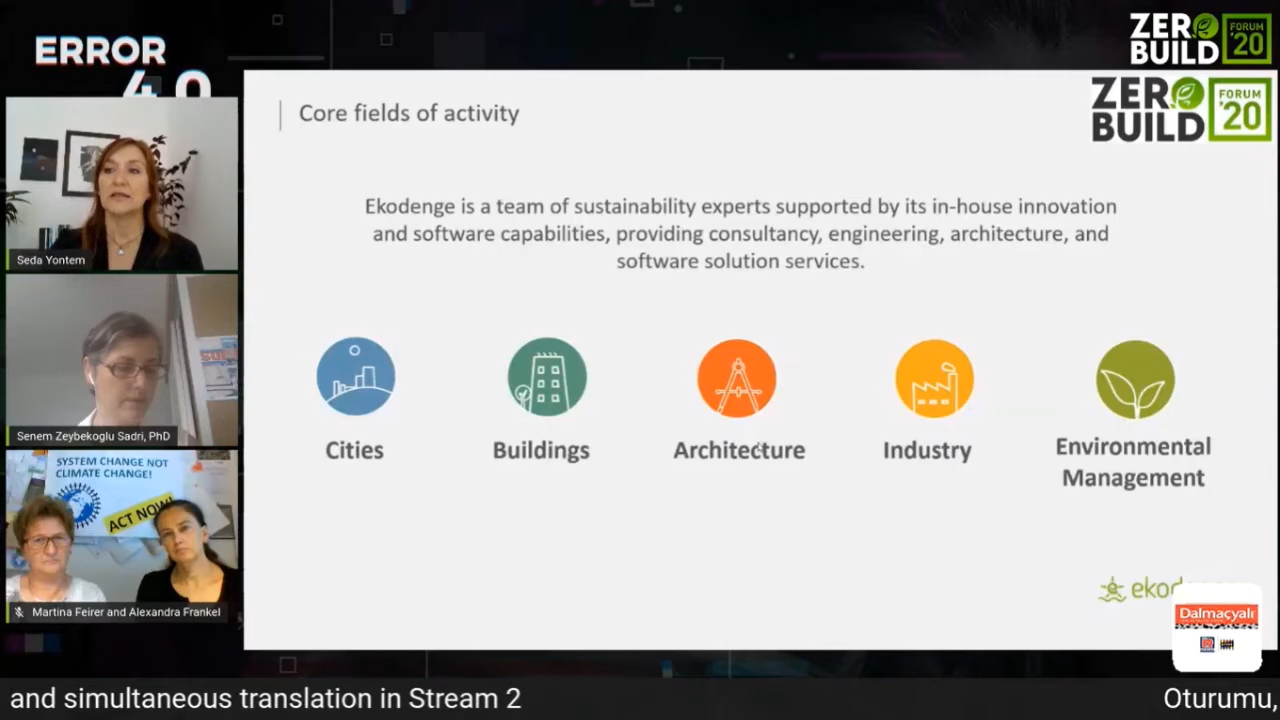 ERROR
4.0
ZERO
BUILD
FORUM
'20
ZERO
BUILD
FORUM
'20
Core fields of activity
Ekodenge is a team of sustainability experts supported by its in-house innovation
and software capabilities, providing consultancy, engineering, architecture, and
software solution services.
Cities
Buildings
Architecture
Industry
Environmental
Management
Seda Yontem
Senem Zeybekoglu Sadri, PhD
SYSTEM CHANGE NOT
CLIMATE CHANGE!
ACT NOW!
Martina Feirer and Alexandra Frankel
Dalmaçyalı
and simultaneous translation in Stream 2
Oturumu,